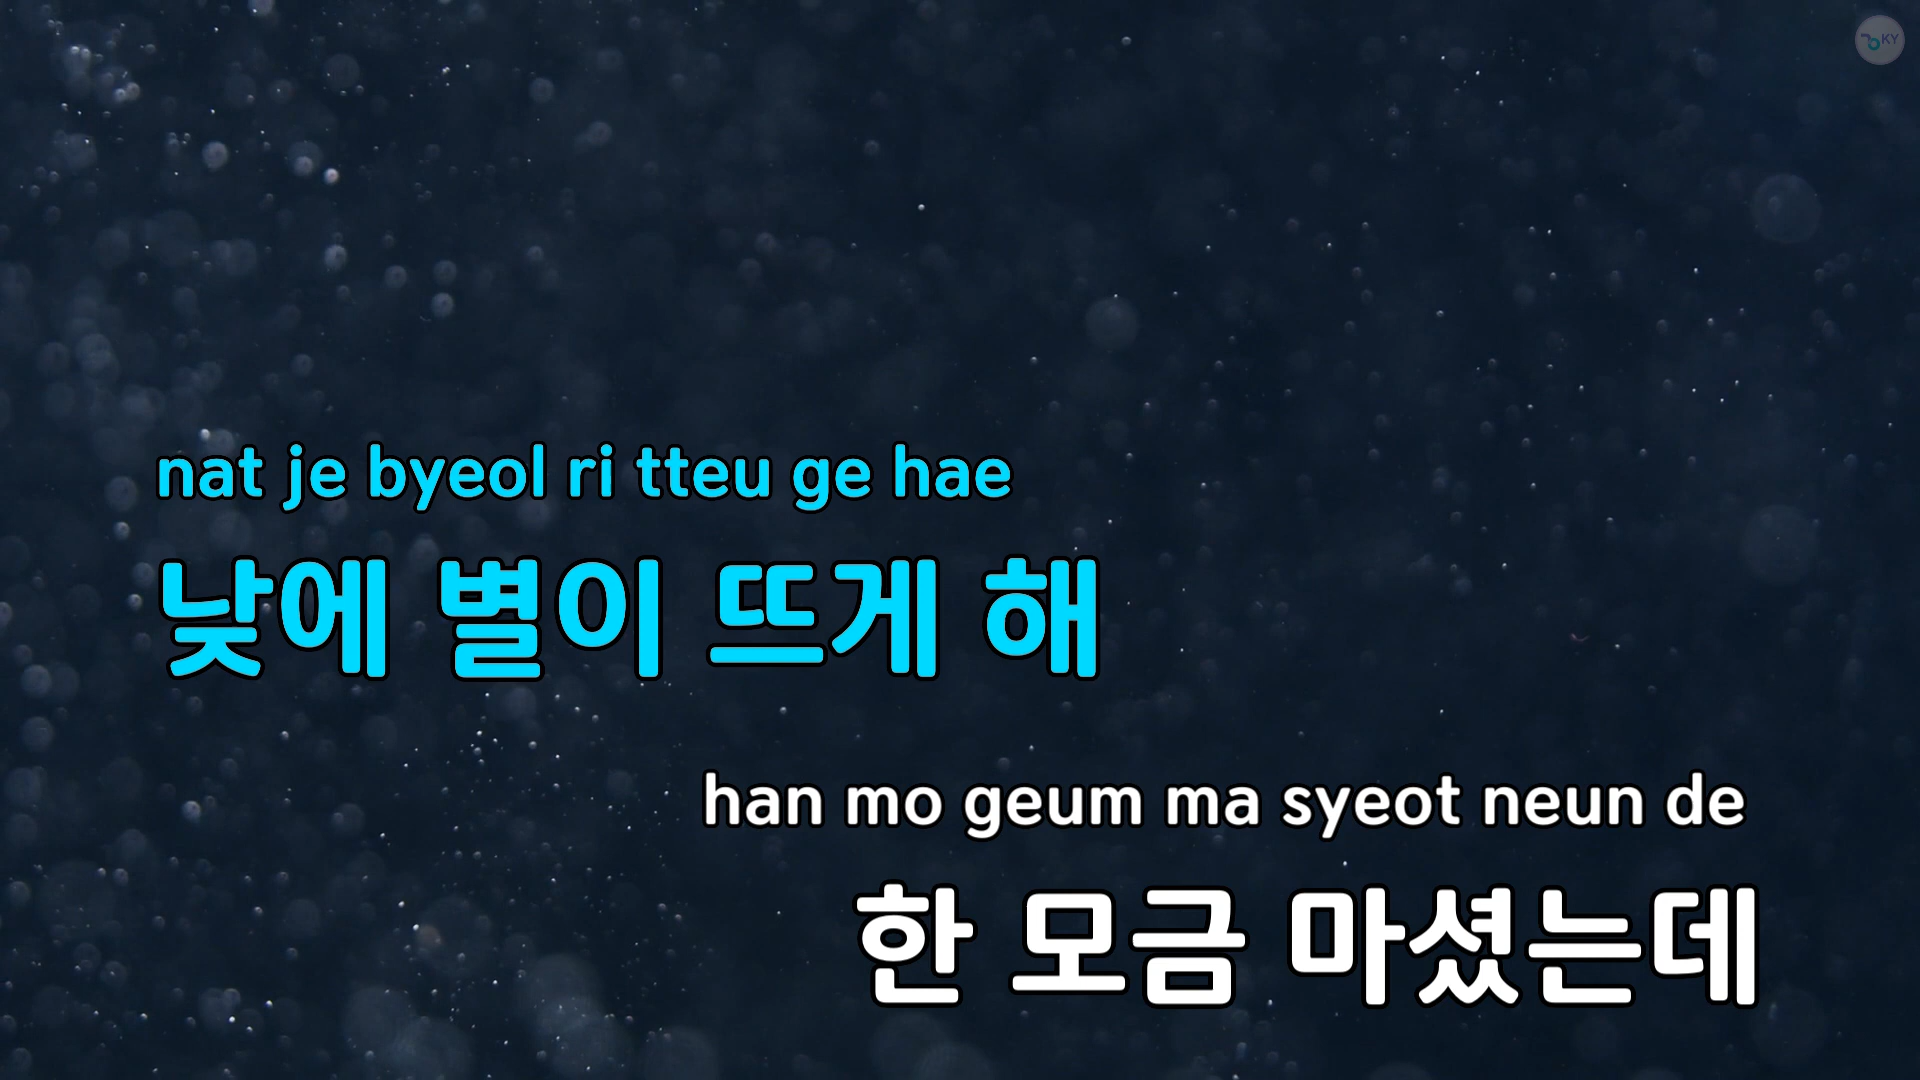 KY
nat je byeol ri tteu ge hae
낮에 별이 뜨게 해
han mo geum ma syeot neun de
한 모금 마셨는데